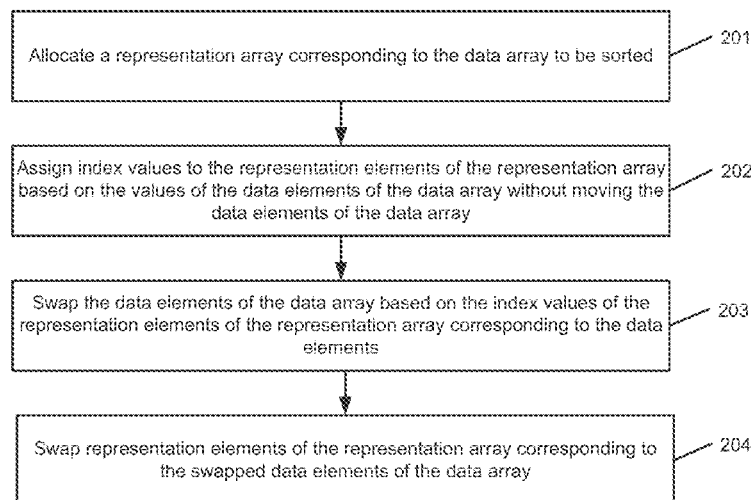 Allocate a representation array corresponding to the data array to be sorted
201
Assign index values to the representation elements of the representation array
based on the values of the data elements of the data array without moving the
data elements of the data array
202
Swap the data elements of the data array based on the index values of the
representation elements of the representation array corresponding to the data
elements
203
Swap representation elements of the representation array corresponding to
the swapped data elements of the data array
204